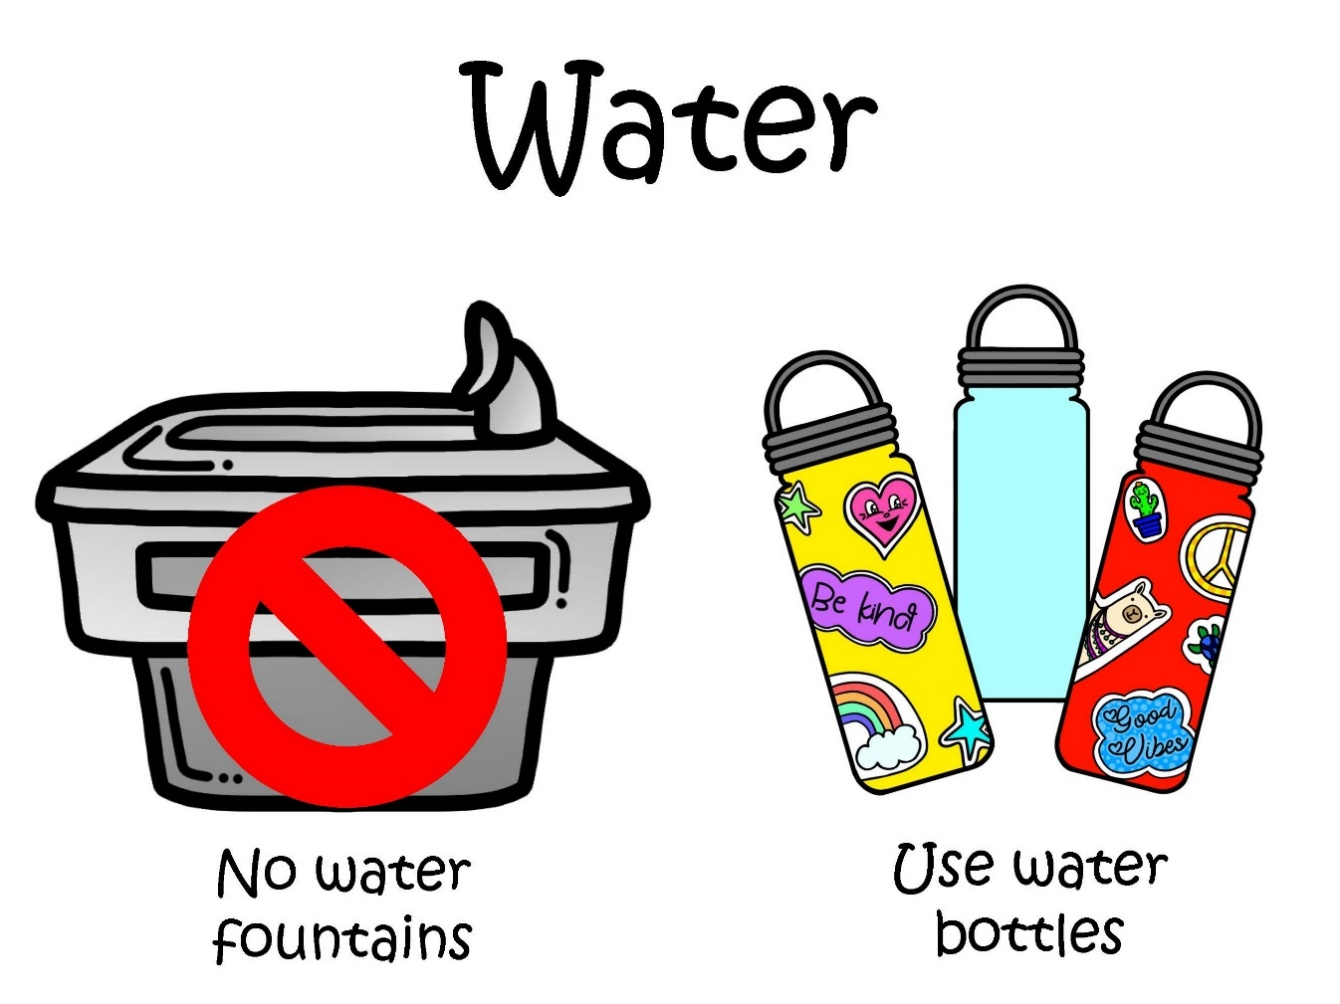 Water
Be kind
Good
Vibes
No water
fountains
Use water
bottles